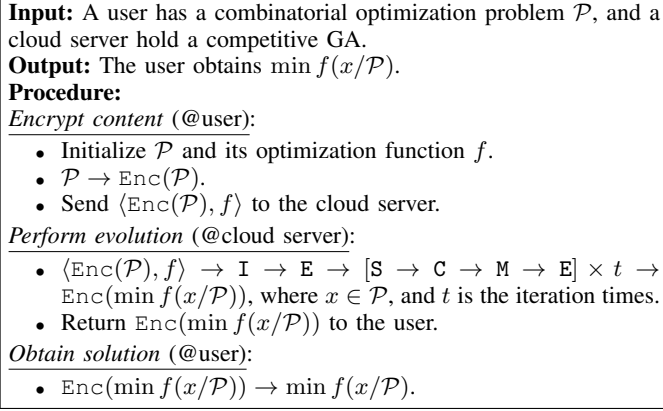 Input: A user has a combinatorial optimization problem 𝒫, and a
cloud server hold a competitive GA.
Output: The user obtains min f(x/𝒫).
Procedure:
Encrypt content (@user):
• Initialize 𝒫 and its optimization function f.
• 𝒫 → Enc(𝒫).
• Send ⟨Enc(𝒫), f⟩ to the cloud server.
Perform evolution (@cloud server):
• ⟨Enc(𝒫), f⟩ → I → E → [S → C → M → E] × t →
Enc(min f(x/𝒫)), where x ∈ 𝒫, and t is the iteration times.
• Return Enc(min f(x/𝒫)) to the user.
Obtain solution (@user):
• Enc(min f(x/𝒫)) → min f(x/𝒫).